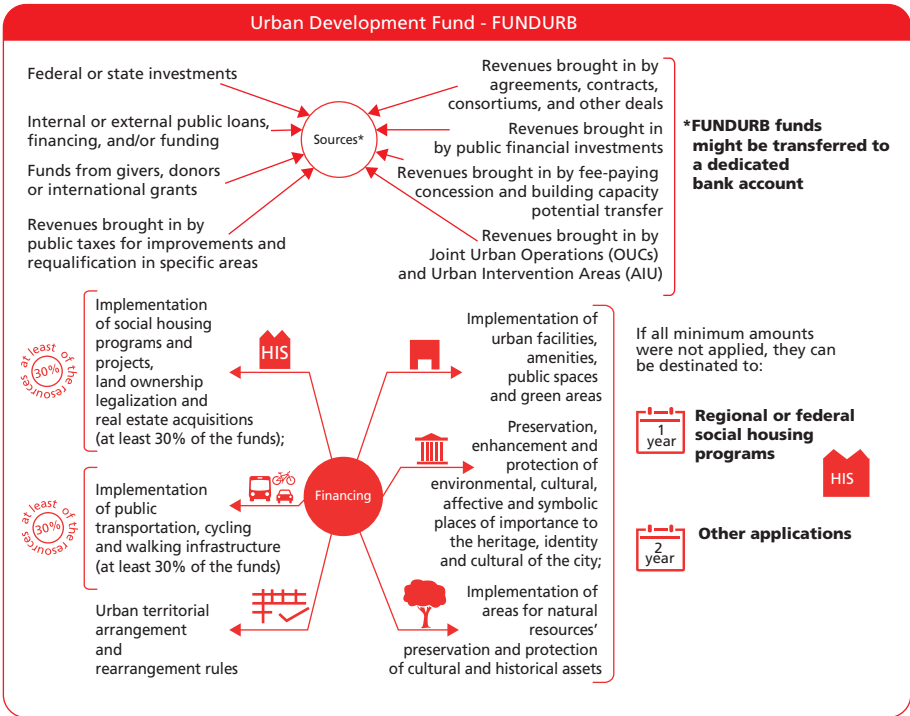 Urban Development Fund - FUNDURB
Federal or state investments
Internal or external public loans,
financing, and/or funding
Funds from givers, donors
or international grants
Revenues brought in by
public taxes for improvements and
requalification in specific areas
Sources*
Revenues brought in by
agreements, contracts,
consortiums, and other deals
Revenues brought in
by public financial investments
Revenues brought in by fee-paying
concession and building capacity
potential transfer
Revenues brought in by
Joint Urban Operations (OUCs)
and Urban Intervention Areas (AIU)
*FUNDURB funds
might be transferred to
a dedicated
bank account
at least of the resources
30%
Implementation
of social housing
programs and
projects,
land ownership
legalization and
real estate acquisitions
(at least 30% of the funds);
HIS
at least of the resources
30%
Implementation
of public
transportation, cycling
and walking infrastructure
(at least 30% of the funds)
Urban territorial
arrangement
and
rearrangement rules
Financing
Implementation of
urban facilities,
amenities,
public spaces
and green areas
Preservation,
enhancement and
protection of
environmental, cultural,
affective and symbolic
places of importance to
the heritage, identity
and cultural of the city;
Implementation of
areas for natural
resources'
preservation and protection
of cultural and historical assets
If all minimum amounts
were not applied, they can
be destinated to:
1
year
Regional or federal
social housing
programs
HIS
2
year
Other applications